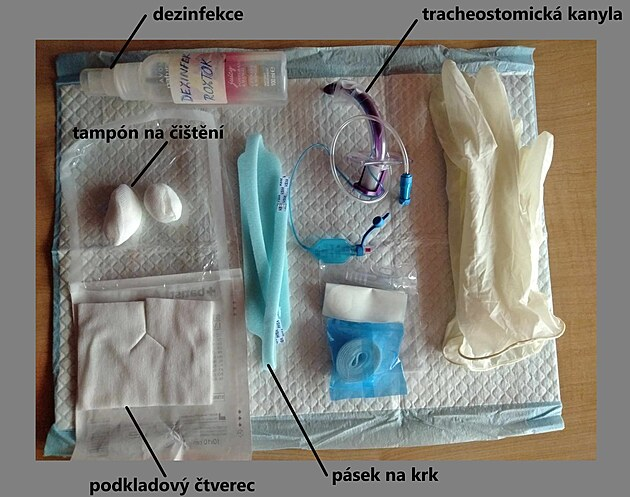 dezinfekce
tracheostomická kanyla
DEZINFEK
ROZTOK
tampón na čištění
podkladový čtverec
pásek na krk